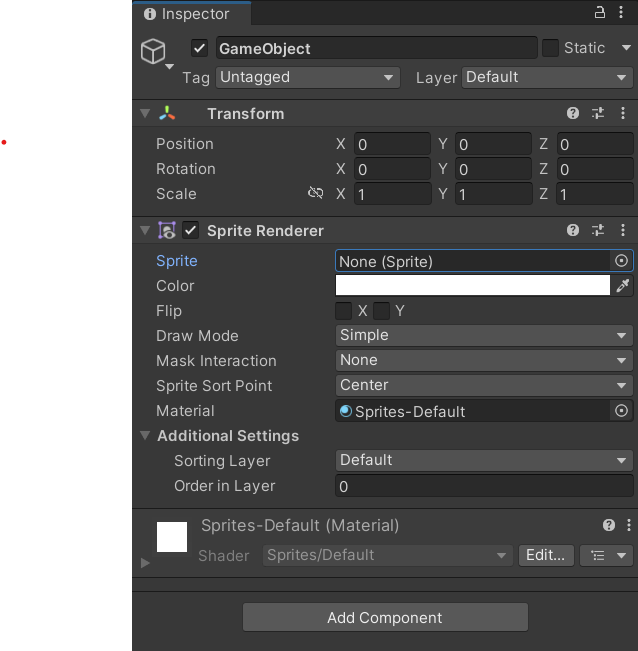 Inspector
GameObject Static
Tag Untagged Layer Default
Transform
Position X 0 Y 0 Z 0
Rotation X 0 Y 0 Z 0
Scale X 1 Y 1 Z 1
Sprite Renderer
Sprite None (Sprite)
Color
Flip X Y
Draw Mode Simple
Mask Interaction None
Sprite Sort Point Center
Material Sprites-Default
Additional Settings
Sorting Layer Default
Order in Layer 0
Sprites-Default (Material)
Shader Sprites/Default Edit...
Add Component